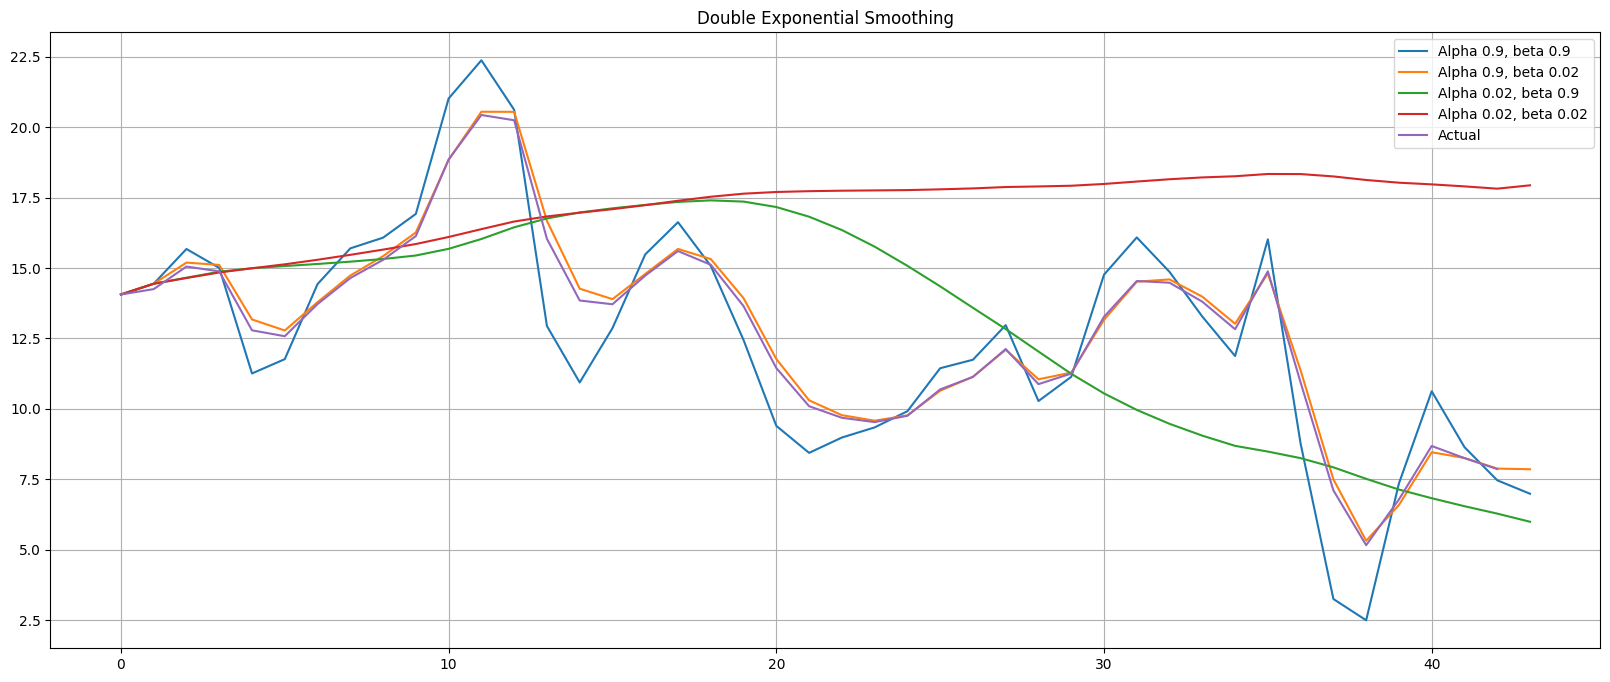 Double Exponential Smoothing
22.5
20.0
17.5
15.0
12.5
10.0
7.5
5.0
2.5
Alpha 0.9, beta 0.9
Alpha 0.9, beta 0.02
Alpha 0.02, beta 0.9
Alpha 0.02, beta 0.02
Actual
0
10
20
30
40